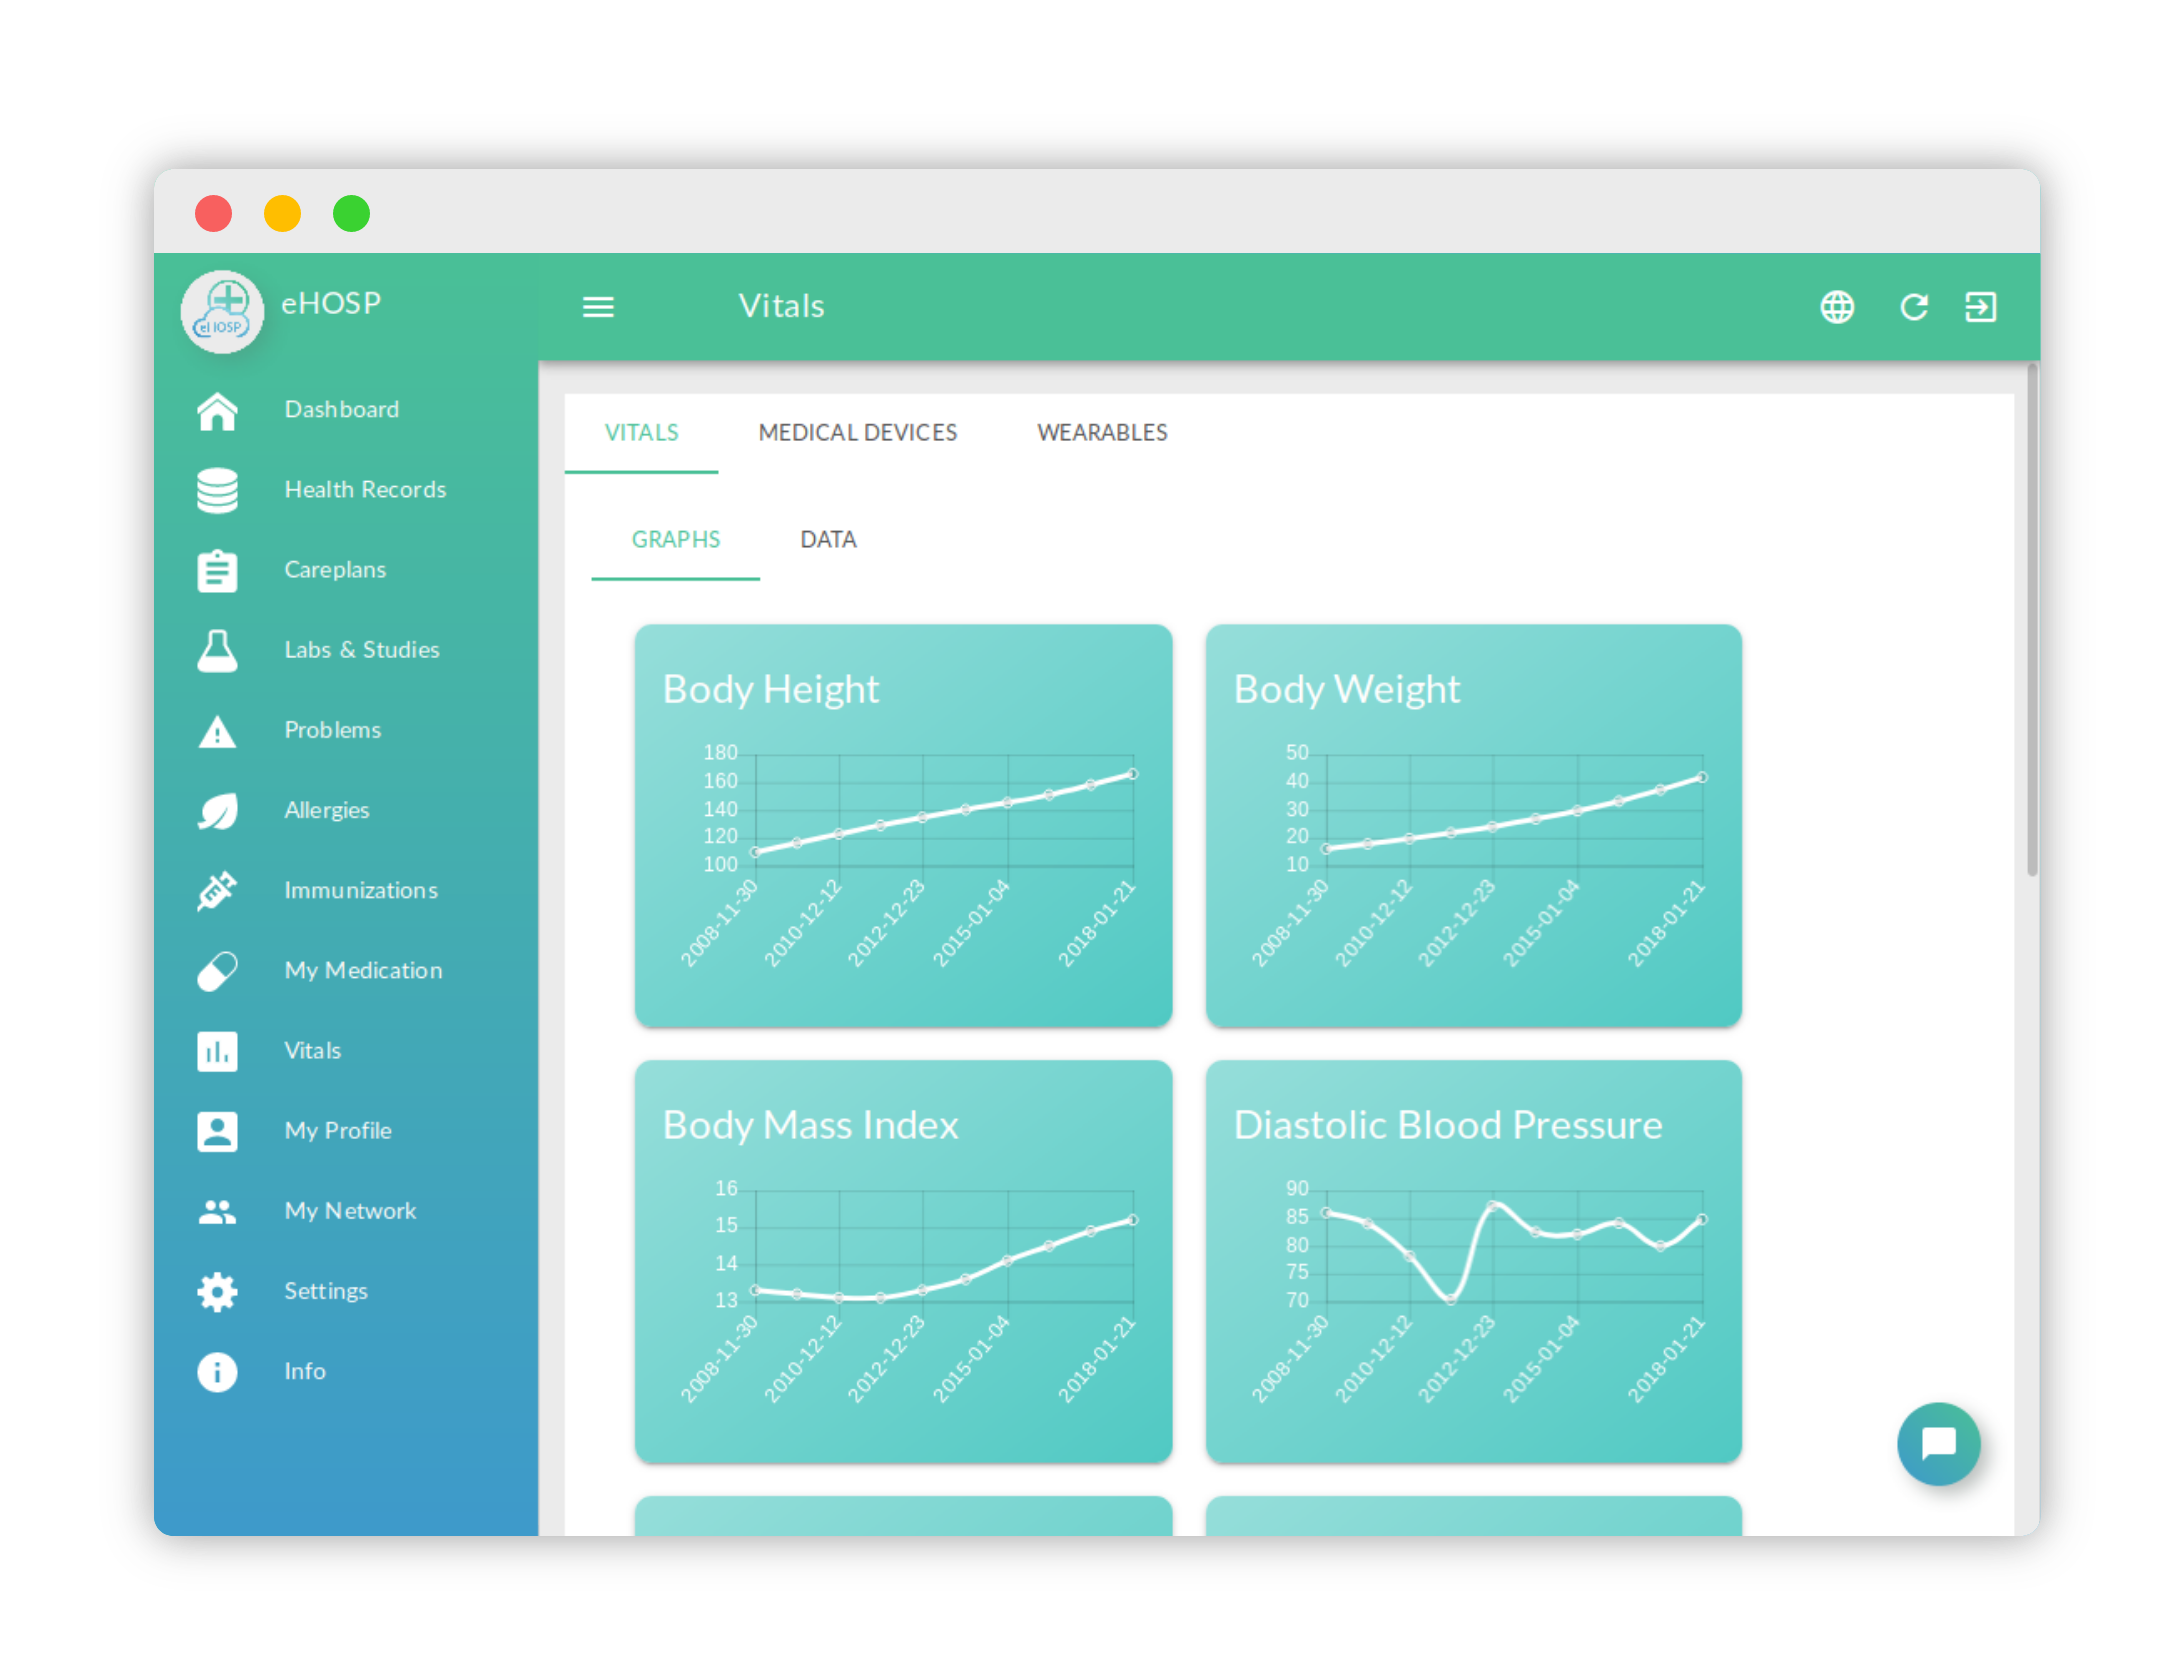 eHOSP
eHOSP
Vitals
Dashboard
Health Records
Careplans
Labs & Studies
Problems
Allergies
Immunizations
My Medication
Vitals
My Profile
My Network
Settings
Info
VITALS MEDICAL DEVICES WEARABLES
GRAPHS DATA
Body Height
180
160
140
120
100
2008-11-30 2010-12-12 2012-12-23 2015-01-04 2018-01-21
Body Weight
50
40
30
20
10
2008-11-30 2010-12-12 2012-12-23 2015-01-04 2018-01-21
Body Mass Index
16
15
14
13
2008-11-30 2010-12-12 2012-12-23 2015-01-04 2018-01-21
Diastolic Blood Pressure
90
85
80
75
70
2008-11-30 2010-12-12 2012-12-23 2015-01-04 2018-01-21